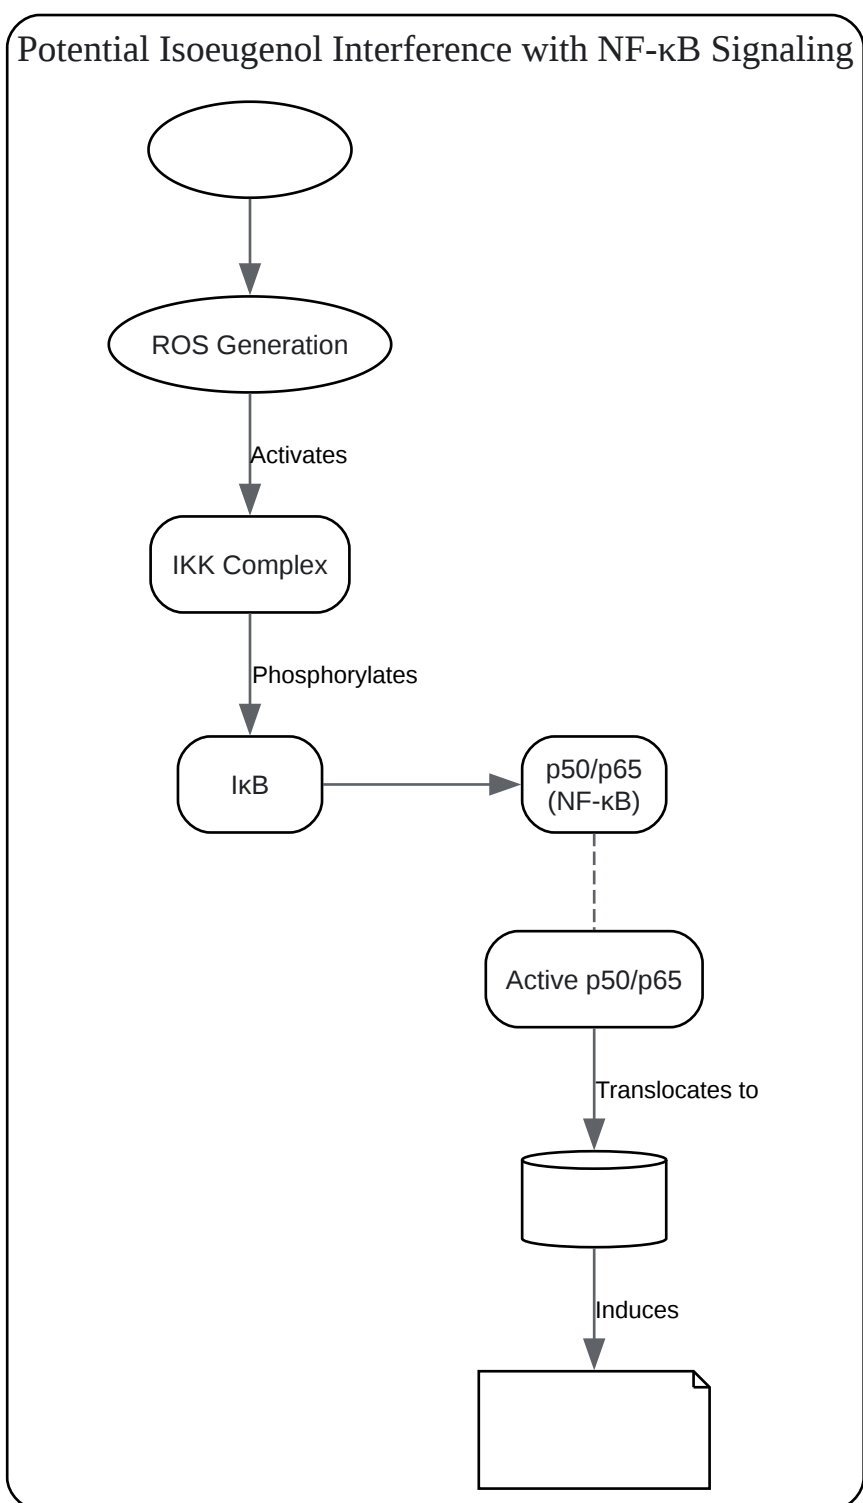 Potential Isoeugenol Interference with NF-κB Signaling
ROS Generation
Activates
IKK Complex
Phosphorylates
IκB
p50/p65
(NF-κB)
Active p50/p65
Translocates to
Induces